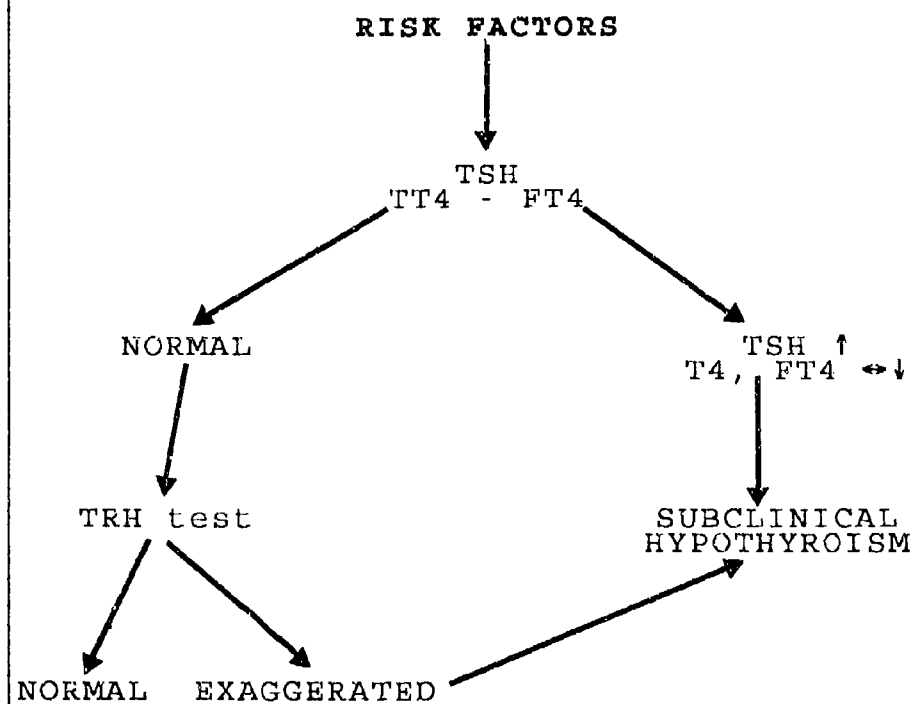 RISK FACTORS
TSH
TT4 - FT4
NORMAL
TSH ↑
T4, FT4 ↔↓
TRH test
SUBCLINICAL
HYPOTHYROISM
NORMAL EXAGGERATED